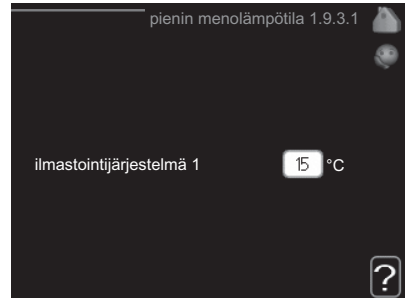 pienin menolämpötila 1.9.3.1
ilmastointijärjestelmä 1 15 °C
?